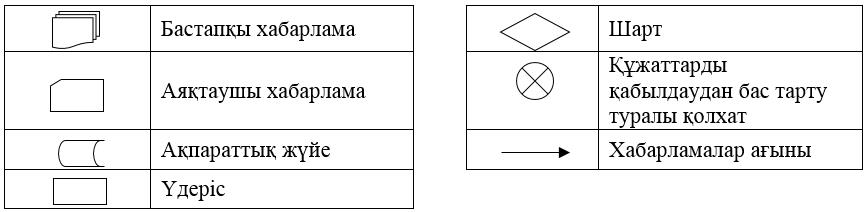 Бастапқы хабарлама
Аяқтаушы хабарлама
Ақпараттық жүйе
Үдеріс
Шарт
Құжаттарды
қабылдаудан бас тарту
туралы қолхат
Хабарламалар ағыны